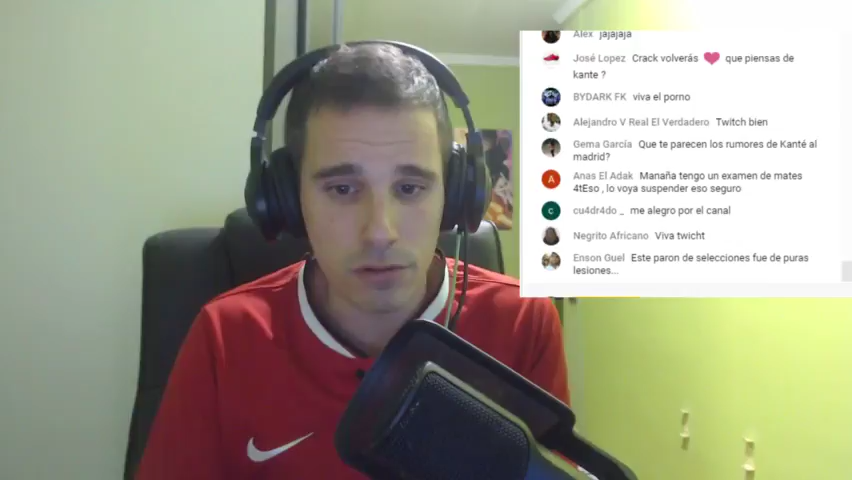 Alex jajajaja
José Lopez Crack volverás ❤ que piensas de
kante ?
BYDARK FK viva el porno
Alejandro V Real El Verdadero Twitch bien
Gema García Que te parecen los rumores de Kanté al
madrid?
A Anas El Adak Manaña tengo un examen de mates
4tEso , lo voya suspender eso seguro
c cu4dr4do _ me alegro por el canal
Negrito Africano Viva twicht
Enson Guel Este paron de selecciones fue de puras
lesiones...